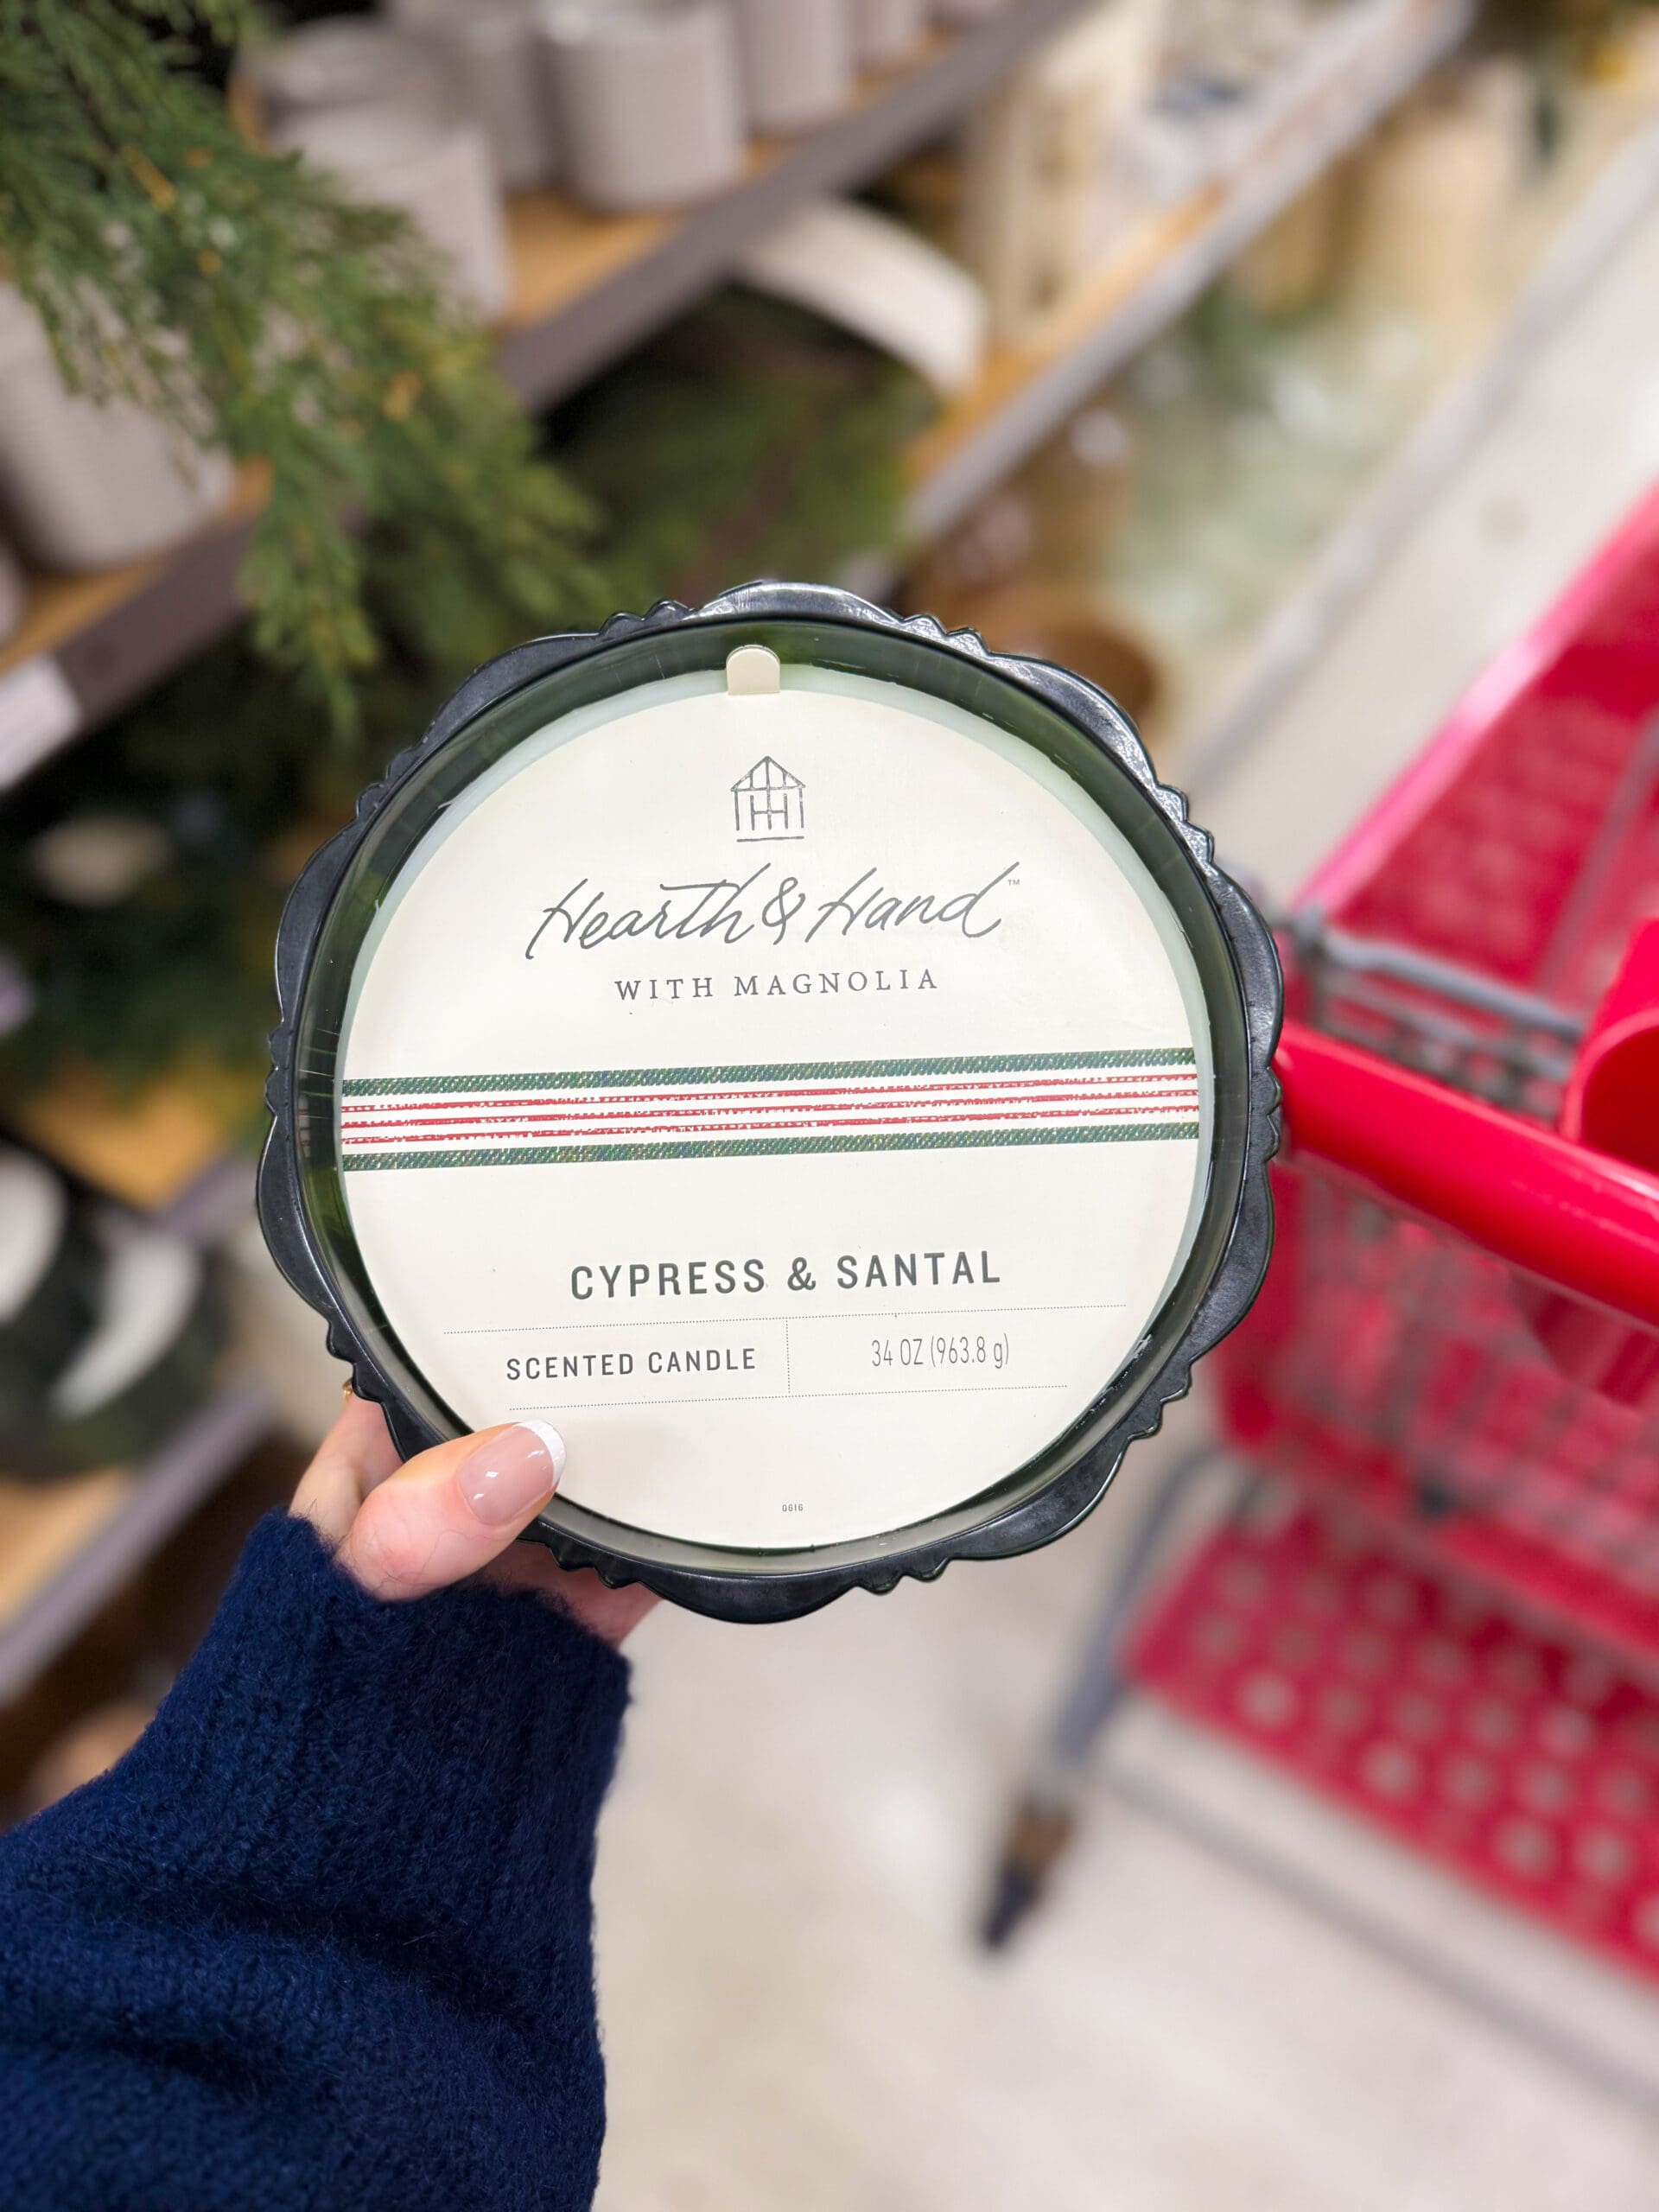 Hearth & Hand™
WITH MAGNOLIA
CYPRESS & SANTAL
SCENTED CANDLE
34 OZ (963.8 g)
0616